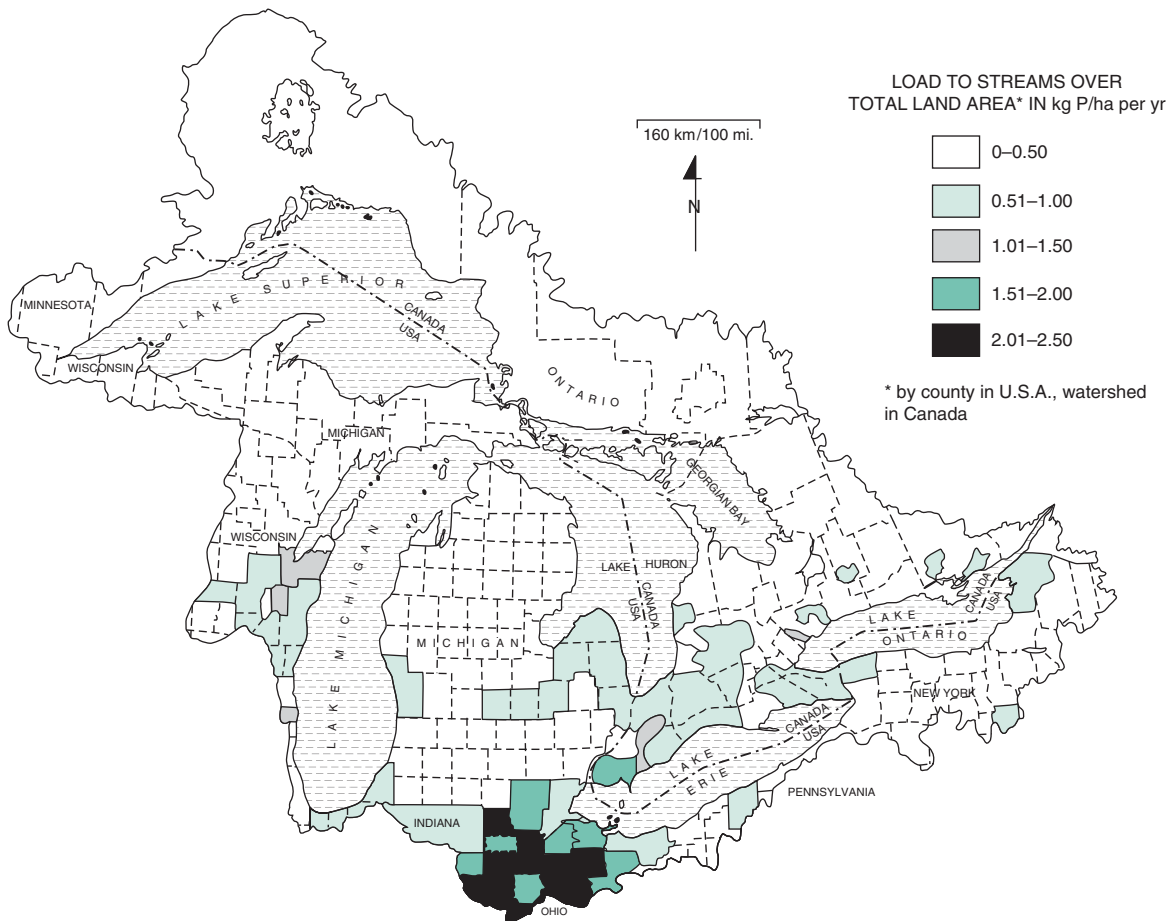 LOAD TO STREAMS OVER
TOTAL LAND AREA* IN kg P/ha per yr
0–0.50
0.51–1.00
1.01–1.50
1.51–2.00
2.01–2.50
* by county in U.S.A., watershed
in Canada
160 km/100 mi.
N
MINNESOTA
LAKE SUPERIOR
CANADA
USA
WISCONSIN
ONTARIO
MICHIGAN
GEORGIAN BAY
WISCONSIN
LAKE MICHIGAN
LAKE HURON
CANADA
USA
MICHIGAN
CANADA
USA
LAKE
ONTARIO
NEW YORK
CANADA
USA
LAKE
ERIE
PENNSYLVANIA
INDIANA
OHIO